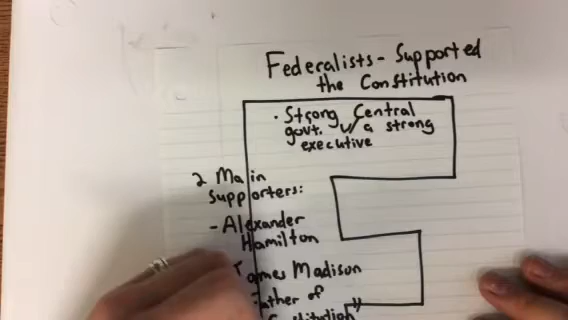 Federalists - Supported
the Constitution
• Strong Central
govt. w/ a strong
executive
2 Main
Supporters:
- Alexander
Hamilton
James Madison
Father of